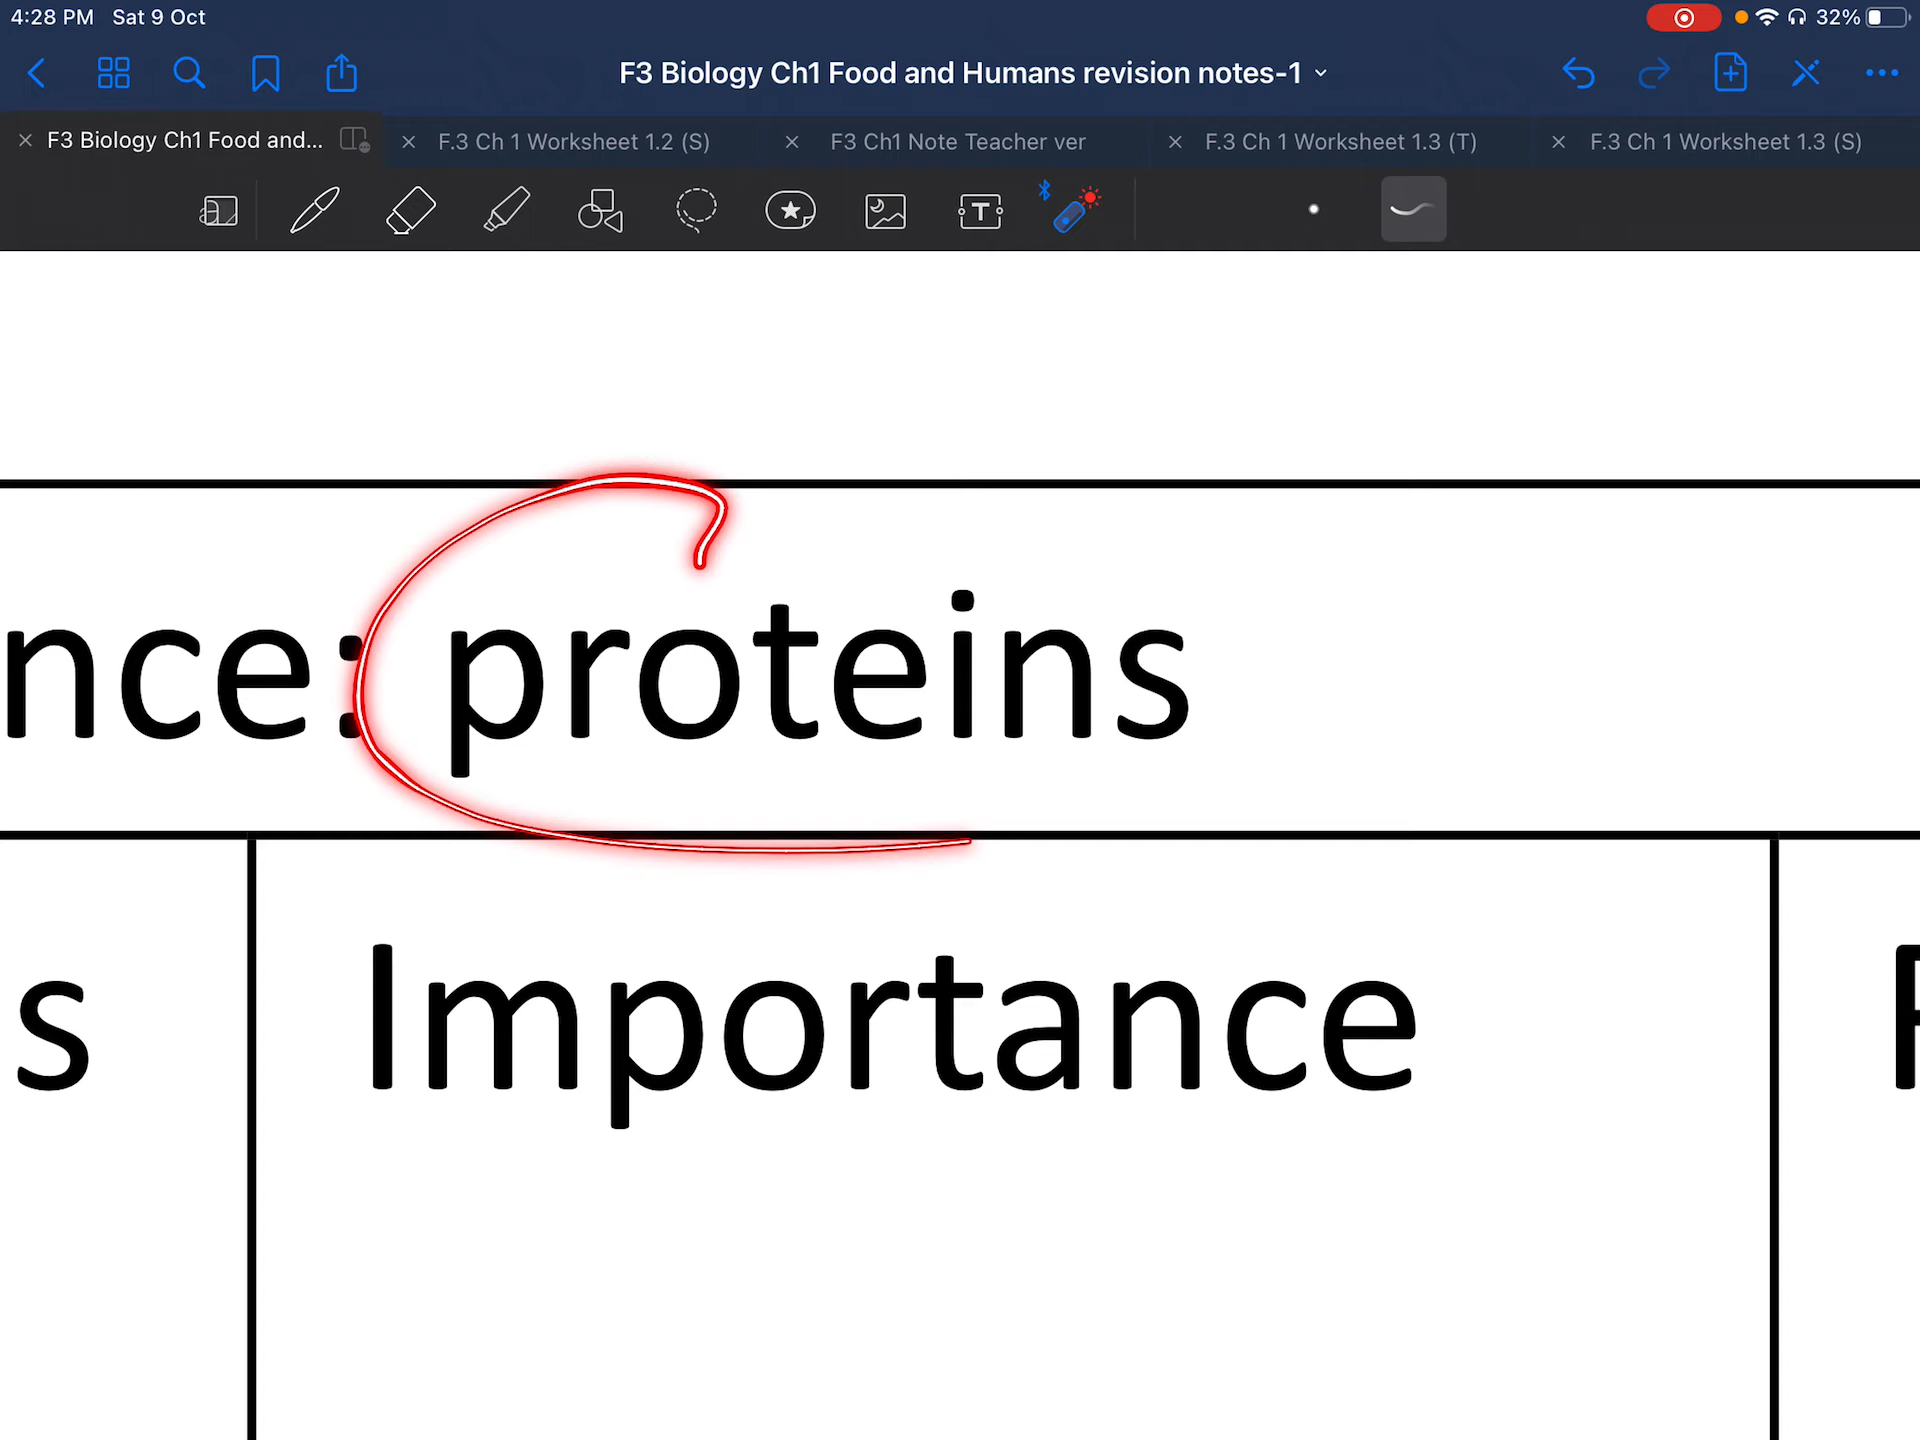 4:28 PM Sat 9 Oct 32%
F3 Biology Ch1 Food and Humans revision notes-1
F3 Biology Ch1 Food and... F.3 Ch 1 Worksheet 1.2 (S) F3 Ch1 Note Teacher ver F.3 Ch 1 Worksheet 1.3 (T) F.3 Ch 1 Worksheet 1.3 (S)
T
nce: proteins
s Importance